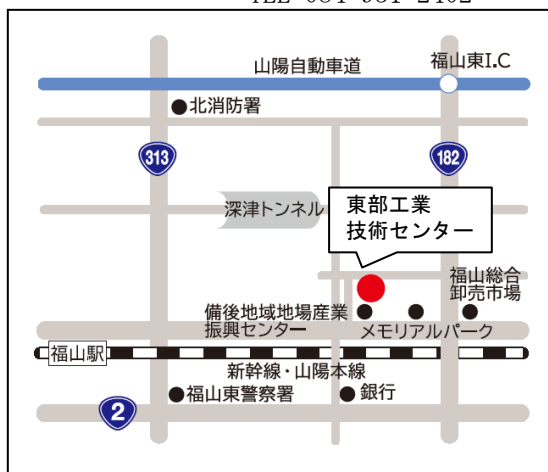 TEL 084-931-2402
福山東I.C
山陽自動車道
北消防署
313
182
深津トンネル
東部工業
技術センター
福山総合
卸売市場
備後地域地場産業
振興センター
メモリアルパーク
福山駅
新幹線・山陽本線
福山東警察署
銀行
2